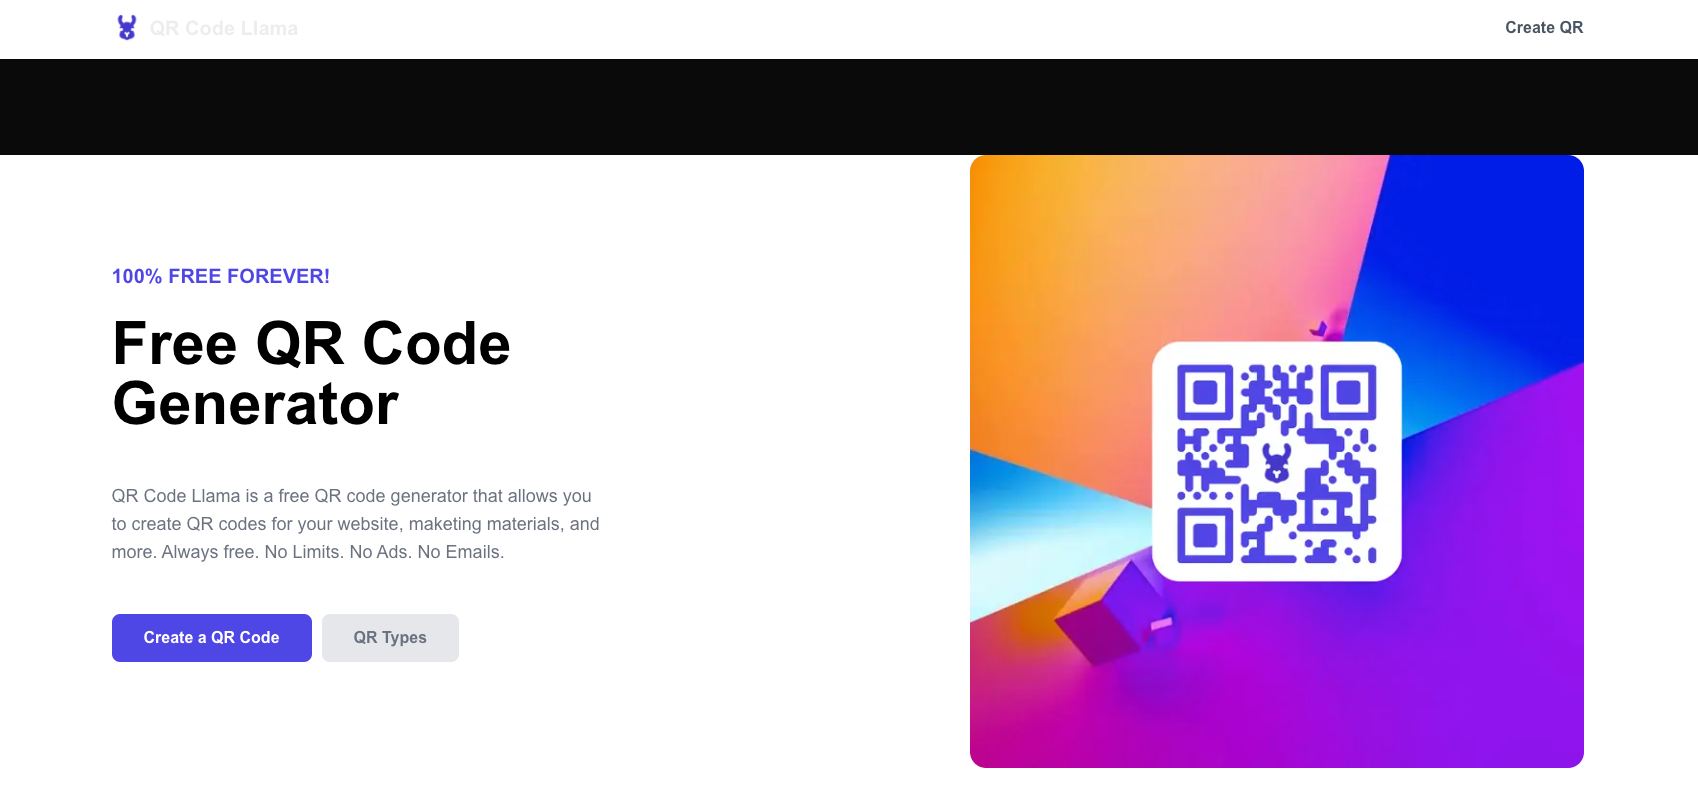 QR Code Llama
Create QR
100% FREE FOREVER!
Free QR Code
Generator
QR Code Llama is a free QR code generator that allows you
to create QR codes for your website, maketing materials, and
more. Always free. No Limits. No Ads. No Emails.
Create a QR Code
QR Types